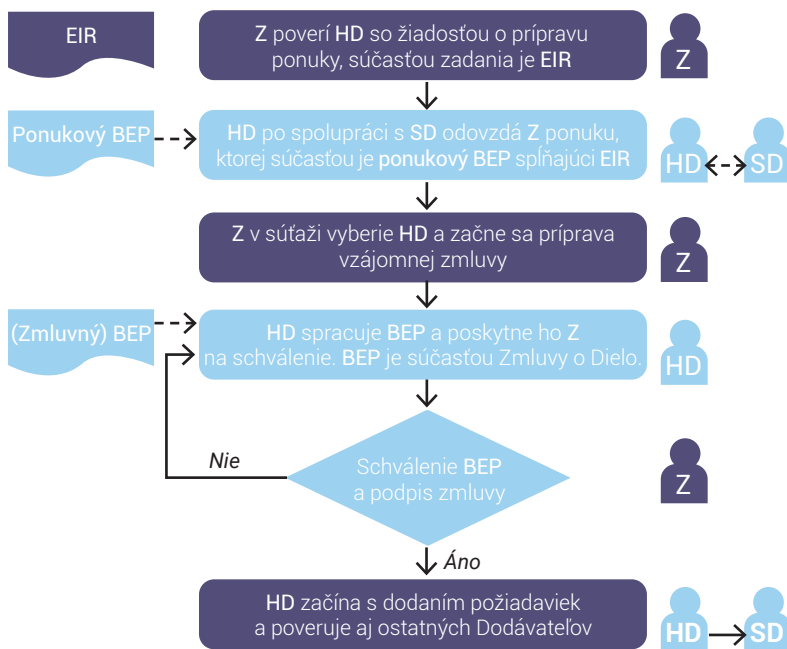 EIR
Z poverí HD so žiadosťou o prípravu
ponuky, súčasťou zadania je EIR
Z
Ponukový BEP
HD po spolupráci s SD odovzdá Z ponuku,
ktorej súčasťou je ponukový BEP spĺňajúci EIR
HD
SD
Z v súťaži vyberie HD a začne sa príprava
vzájomnej zmluvy
Z
(Zmluvný) BEP
HD spracuje BEP a poskytne ho Z
na schválenie. BEP je súčasťou Zmluvy o Dielo.
HD
Nie
Schválenie BEP
a podpis zmluvy
Z
Áno
HD začína s dodaním požiadaviek
a poveruje aj ostatných Dodávateľov
HD
SD